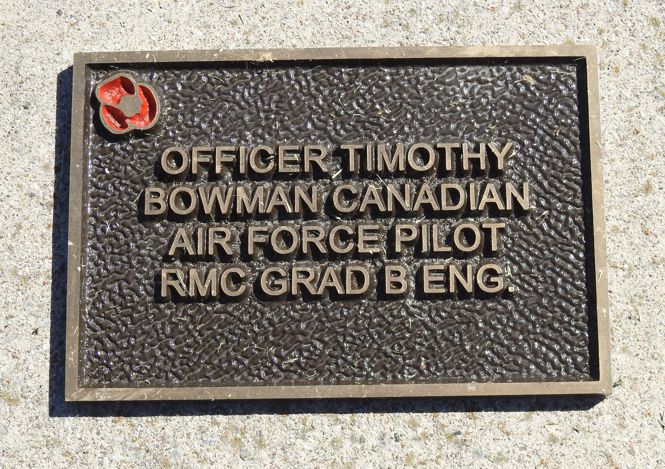 OFFICER TIMOTHY
BOWMAN CANADIAN
AIR FORCE PILOT
RMC GRAD B ENG.